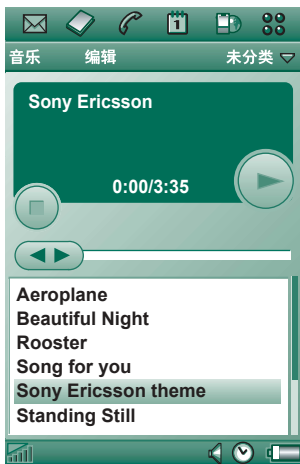 1
音乐 编辑 未分类
Sony Ericsson
0:00/3:35
Aeroplane
Beautiful Night
Rooster
Song for you
Sony Ericsson theme
Standing Still